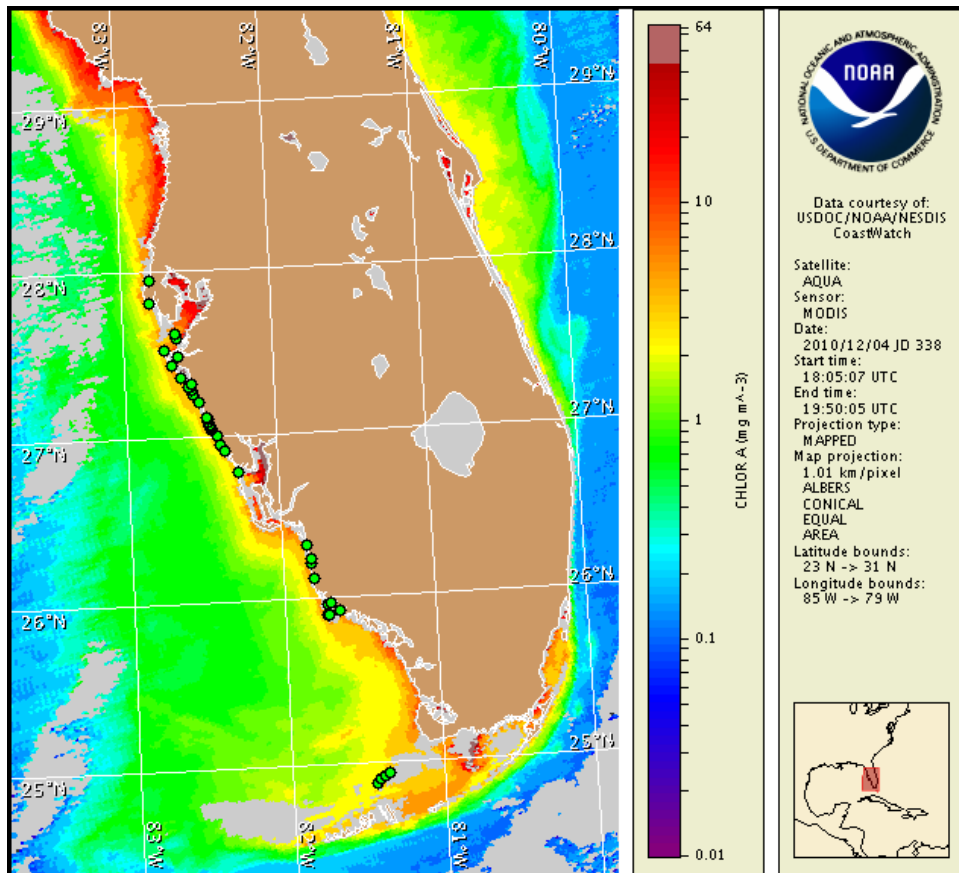 83°W
82°W
81°W
80°W
29°N
29°N
28°N
28°N
27°N
27°N
26°N
26°N
25°N
25°N
83°W
82°W
81°W
64
10
1
0.1
0.01
CHLOR A (mg m^-3)
NATIONAL OCEANIC AND ATMOSPHERIC ADMINISTRATION
U.S. DEPARTMENT OF COMMERCE
NOAA
Data courtesy of:
USDOC/NOAA/NESDIS
CoastWatch
Satellite:
AQUA
Sensor:
MODIS
Date:
2010/12/04 JD 338
Start time:
18:05:07 UTC
End time:
19:50:05 UTC
Projection type:
MAPPED
Map projection:
1.01 km/pixel
ALBERS
CONICAL
EQUAL
AREA
Latitude bounds:
23 N -> 31 N
Longitude bounds:
85 W -> 79 W